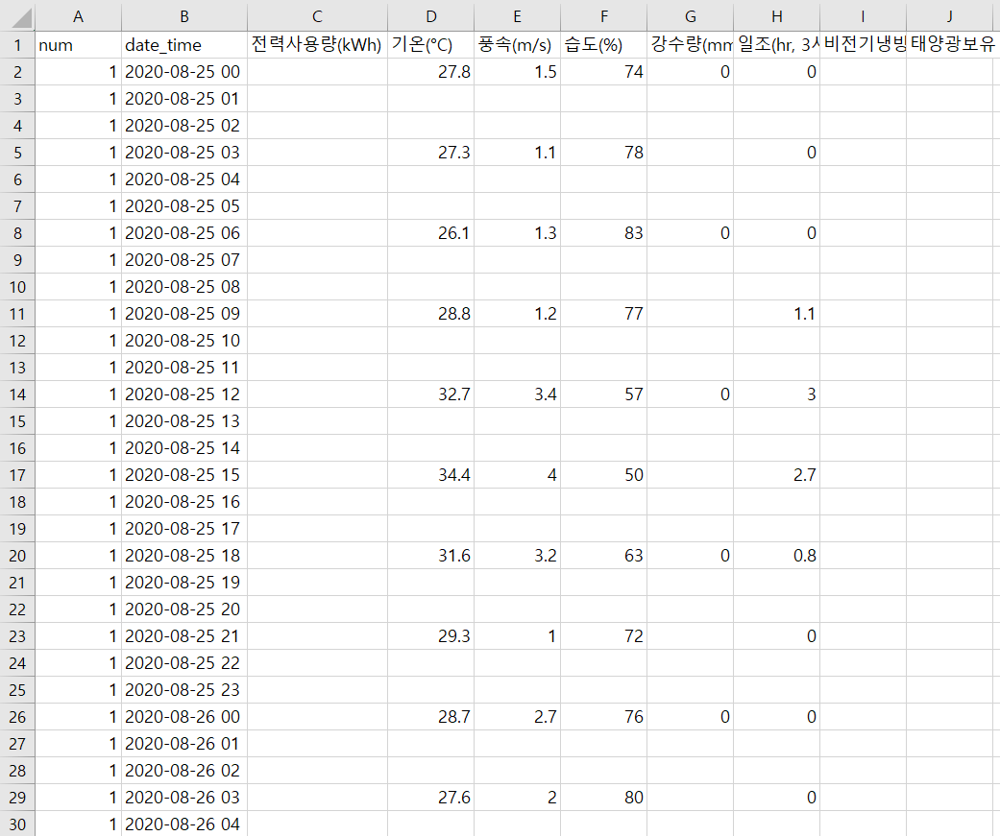 A B C D E F G H I J
1 num date_time 전력사용량(kWh) 기온(°C) 풍속(m/s) 습도(%) 강수량(mm 일조(hr, 3시 비전기냉방 태양광보유
2 1 2020-08-25 00 27.8 1.5 74 0 0
3 1 2020-08-25 01
4 1 2020-08-25 02
5 1 2020-08-25 03 27.3 1.1 78 0
6 1 2020-08-25 04
7 1 2020-08-25 05
8 1 2020-08-25 06 26.1 1.3 83 0 0
9 1 2020-08-25 07
10 1 2020-08-25 08
11 1 2020-08-25 09 28.8 1.2 77 1.1
12 1 2020-08-25 10
13 1 2020-08-25 11
14 1 2020-08-25 12 32.7 3.4 57 0 3
15 1 2020-08-25 13
16 1 2020-08-25 14
17 1 2020-08-25 15 34.4 4 50 2.7
18 1 2020-08-25 16
19 1 2020-08-25 17
20 1 2020-08-25 18 31.6 3.2 63 0 0.8
21 1 2020-08-25 19
22 1 2020-08-25 20
23 1 2020-08-25 21 29.3 1 72 0
24 1 2020-08-25 22
25 1 2020-08-25 23
26 1 2020-08-26 00 28.7 2.7 76 0 0
27 1 2020-08-26 01
28 1 2020-08-26 02
29 1 2020-08-26 03 27.6 2 80 0
30 1 2020-08-26 04